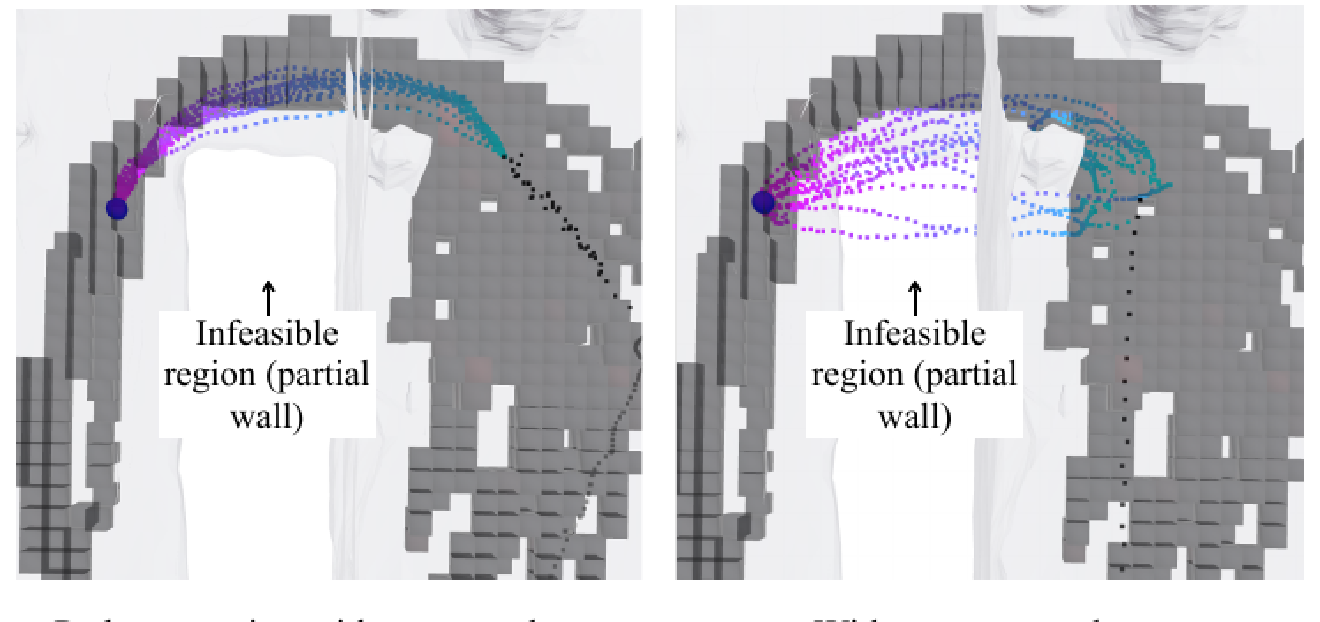 Infeasible
region (partial
wall)
Infeasible
region (partial
wall)